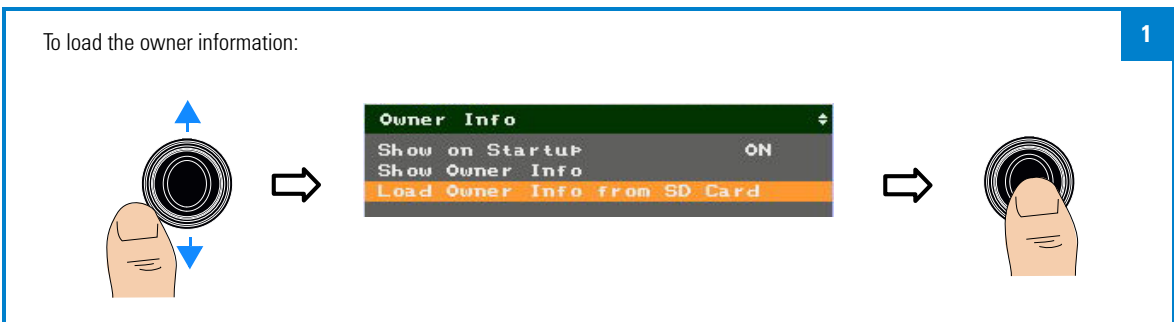 To load the owner information:
1
Owner Info
Show on Startup ON
Show Owner Info
Load Owner Info from SD Card